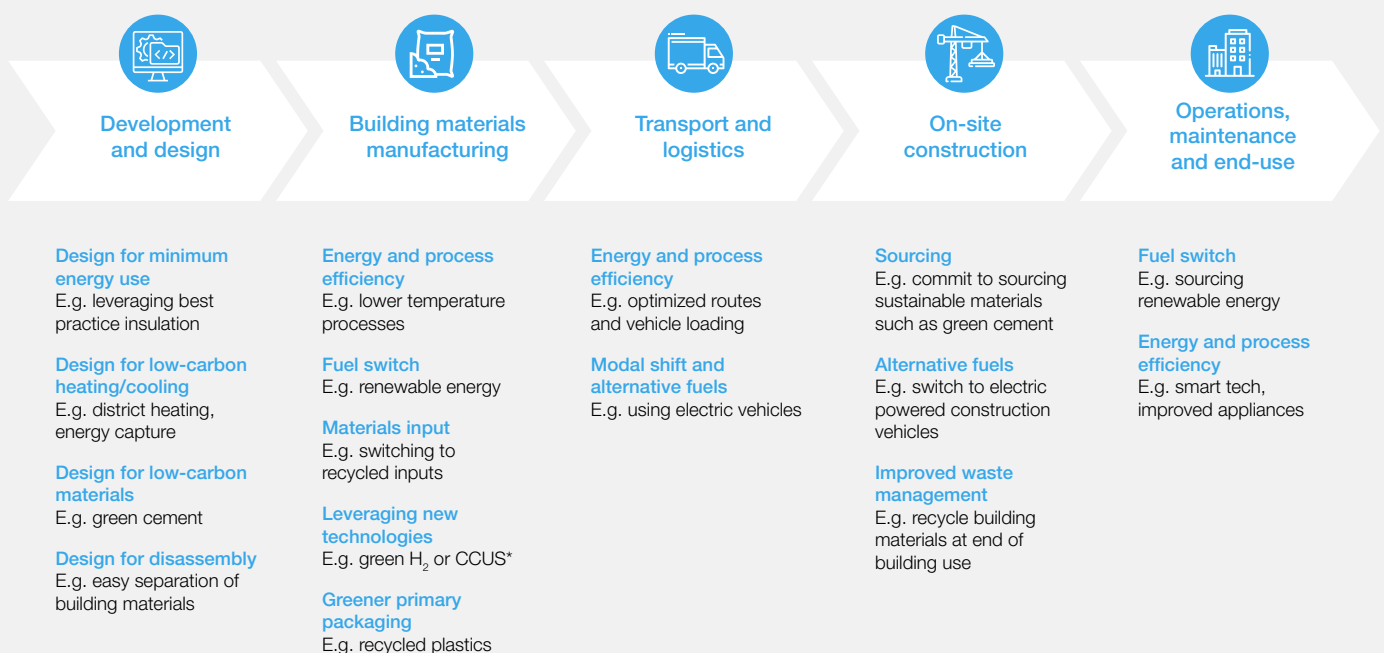 Development
and design
Building materials
manufacturing
Transport and
logistics
On-site
construction
Operations,
maintenance
and end-use
Design for minimum
energy use
E.g. leveraging best
practice insulation
Design for low-carbon
heating/cooling
E.g. district heating,
energy capture
Design for low-carbon
materials
E.g. green cement
Design for disassembly
E.g. easy separation of
building materials
Energy and process
efficiency
E.g. lower temperature
processes
Fuel switch
E.g. renewable energy
Materials input
E.g. switching to
recycled inputs
Leveraging new
technologies
E.g. green H₂ or CCUS*
Greener primary
packaging
E.g. recycled plastics
Energy and process
efficiency
E.g. optimized routes
and vehicle loading
Modal shift and
alternative fuels
E.g. using electric vehicles
Sourcing
E.g. commit to sourcing
sustainable materials
such as green cement
Alternative fuels
E.g. switch to electric
powered construction
vehicles
Improved waste
management
E.g. recycle building
materials at end of
building use
Fuel switch
E.g. sourcing
renewable energy
Energy and process
efficiency
E.g. smart tech,
improved appliances